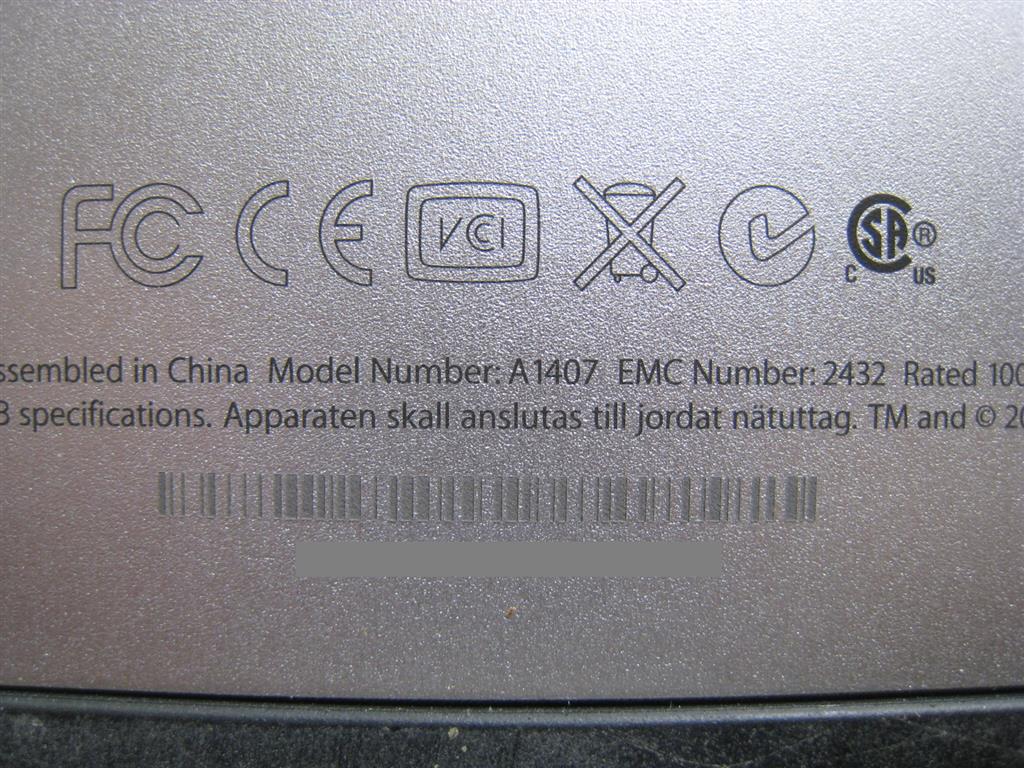 FC CE VCI C SA ® C US
ssembled in China Model Number: A1407 EMC Number: 2432 Rated 100
B specifications. Apparaten skall anslutas till jordat nätuttag. TM and © 20